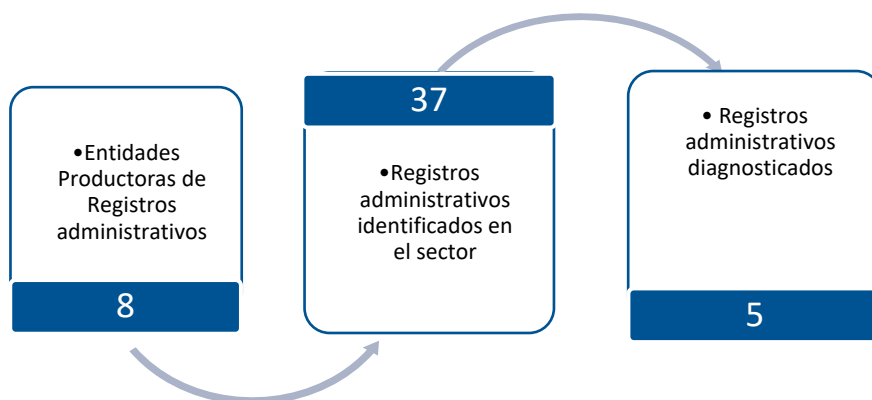 •Entidades
Productoras de
Registros
administrativos
8
37
•Registros
administrativos
identificados en
el sector
• Registros
administrativos
diagnosticados
5